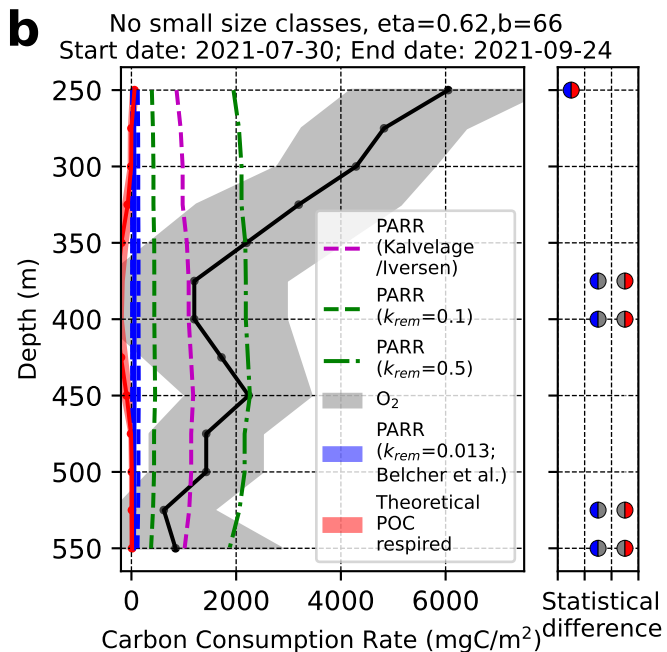 b
No small size classes, eta=0.62,b=66
Start date: 2021-07-30; End date: 2021-09-24
250
300
350
400
450
500
550
Depth (m)
PARR
(Kalvelage
/Iversen)
PARR
(k_rem=0.1)
PARR
(k_rem=0.5)
O₂
PARR
(k_rem=0.013;
Belcher et al.)
Theoretical
POC
respired
0 2000 4000 6000
Carbon Consumption Rate (mgC/m²)
Statistical
difference